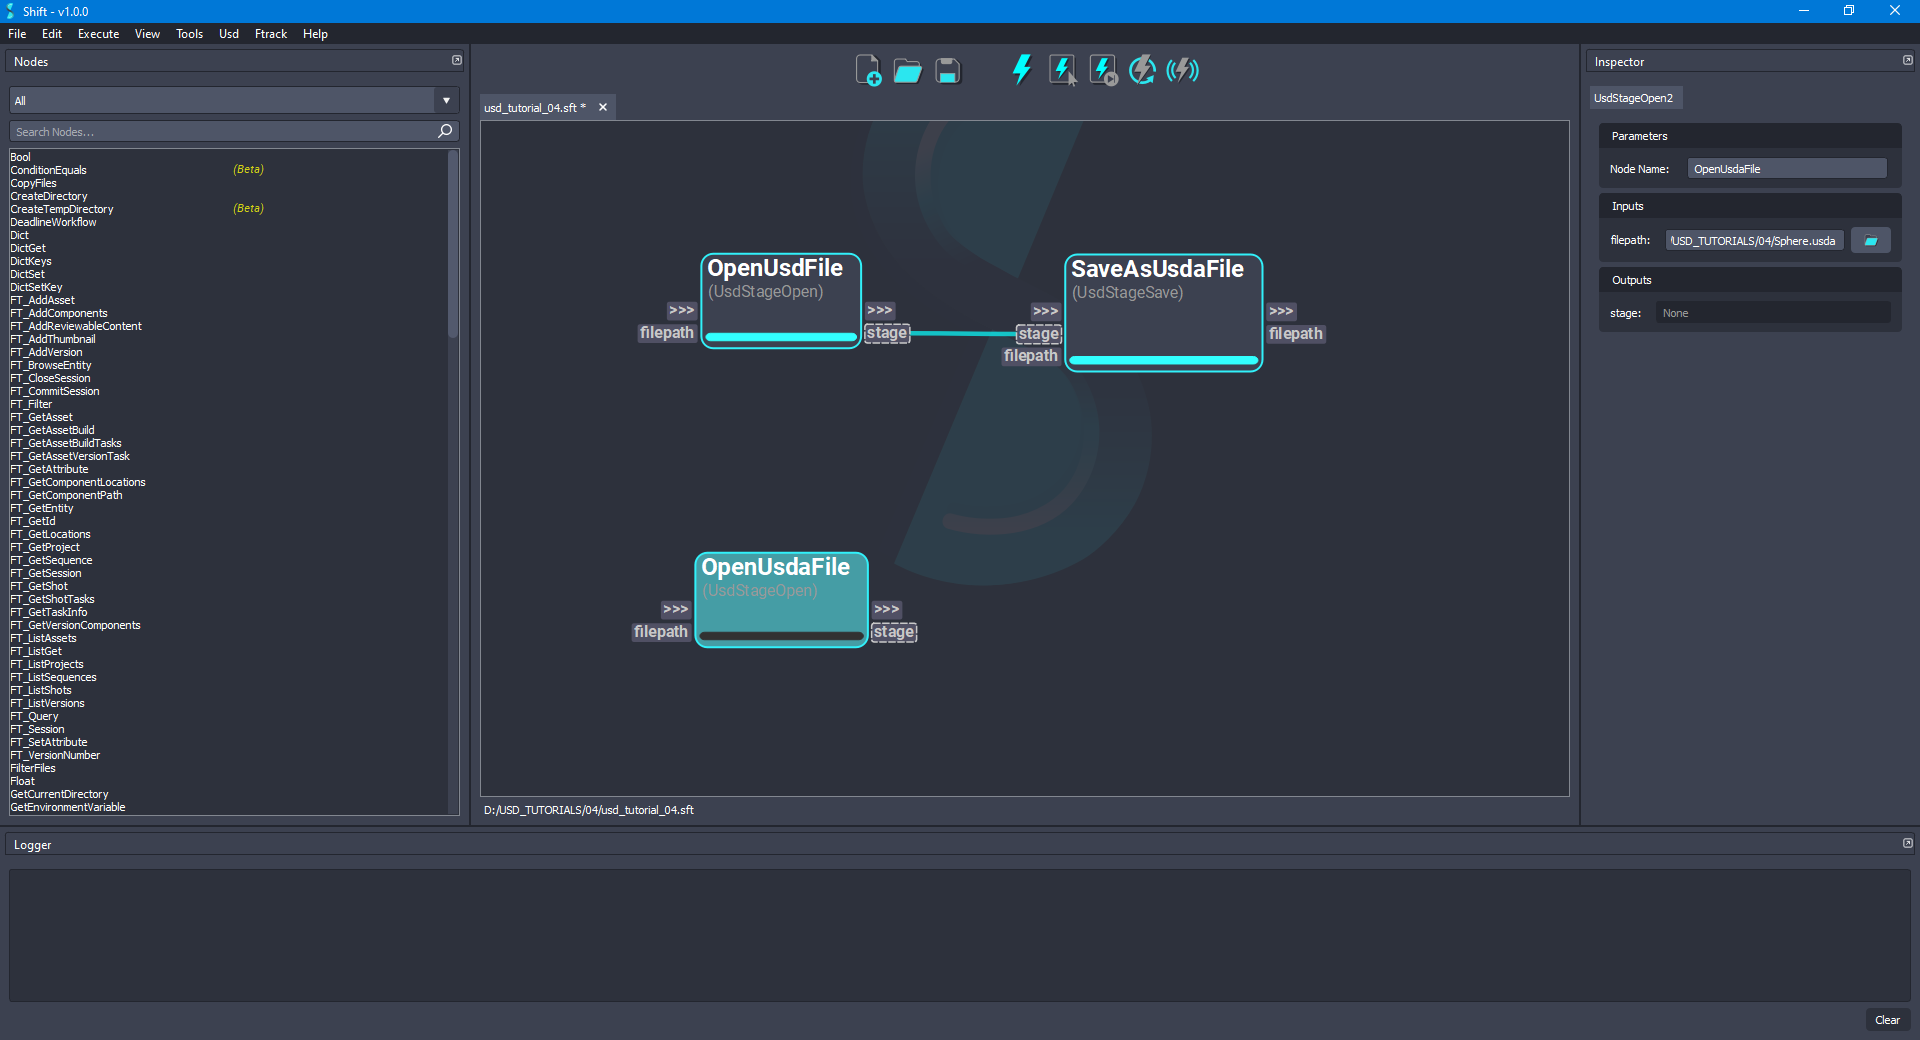 Shift - v1.0.0
File Edit Execute View Tools Usd Ftrack Help
Nodes
All
Search Nodes...
Bool
ConditionEquals (Beta)
CopyFiles
CreateDirectory
CreateTempDirectory (Beta)
DeadlineWorkflow
Dict
DictGet
DictKeys
DictSet
DictSetKey
FT_AddAsset
FT_AddComponents
FT_AddReviewableContent
FT_AddThumbnail
FT_AddVersion
FT_BrowseEntity
FT_CloseSession
FT_CommitSession
FT_Filter
FT_GetAsset
FT_GetAssetBuild
FT_GetAssetBuildTasks
FT_GetAssetVersionTask
FT_GetAttribute
FT_GetComponentLocations
FT_GetComponentPath
FT_GetEntity
FT_GetId
FT_GetLocations
FT_GetProject
FT_GetSequence
FT_GetSession
FT_GetShot
FT_GetShotTasks
FT_GetTaskInfo
FT_GetVersionComponents
FT_ListAssets
FT_ListGet
FT_ListProjects
FT_ListSequences
FT_ListShots
FT_ListVersions
FT_Query
FT_Session
FT_SetAttribute
FT_VersionNumber
FilterFiles
Float
GetCurrentDirectory
GetEnvironmentVariable
usd_tutorial_04.sft *
OpenUsdFile
(UsdStageOpen)
>>> >>>
filepath stage
SaveAsUsdaFile
(UsdStageSave)
>>> >>>
stage filepath
filepath
OpenUsdaFile
(UsdStageOpen)
>>> >>>
filepath stage
D:/USD_TUTORIALS/04/usd_tutorial_04.sft
Inspector
UsdStageOpen2
Parameters
Node Name: OpenUsdaFile
Inputs
filepath: /USD_TUTORIALS/04/Sphere.usda
Outputs
stage: None
Logger
Clear